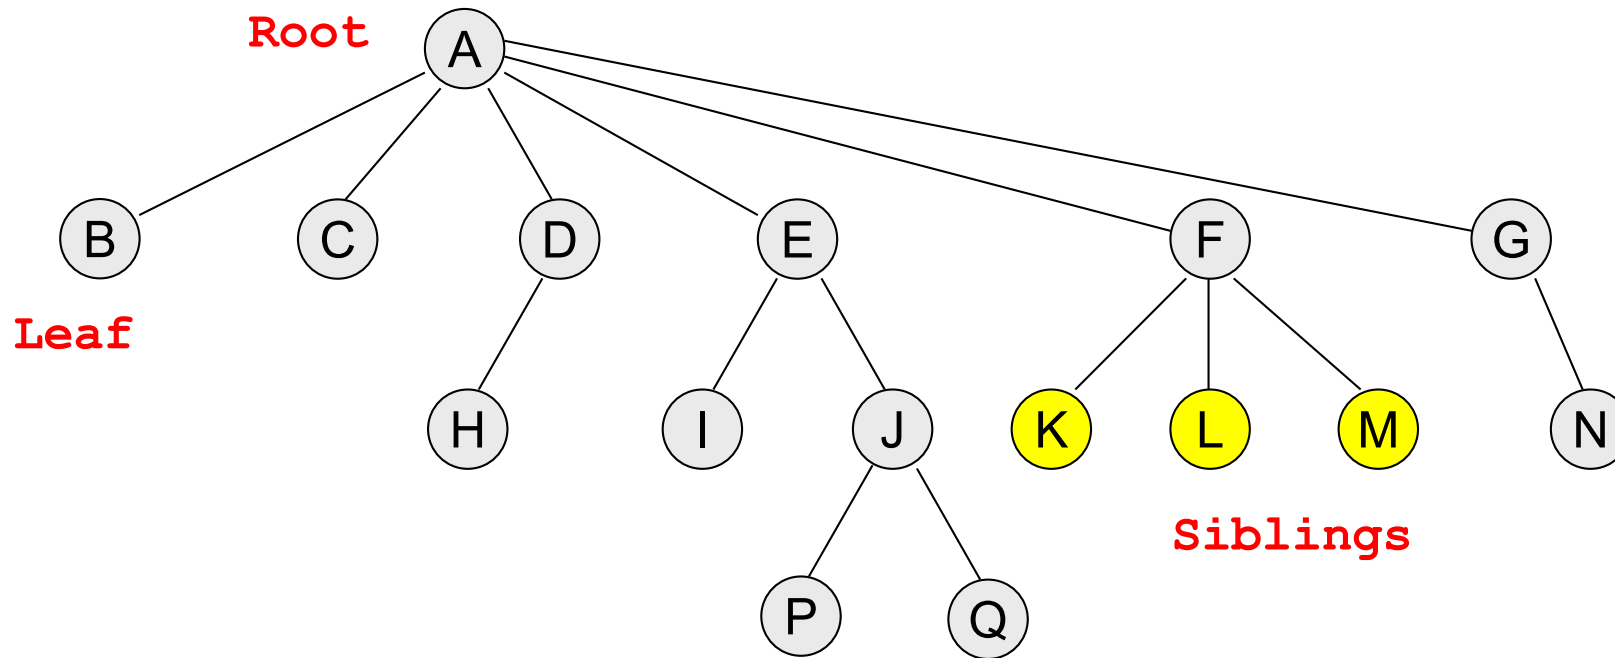 Root A
B C D E F G
Leaf
H I J K L M N
Siblings
P Q